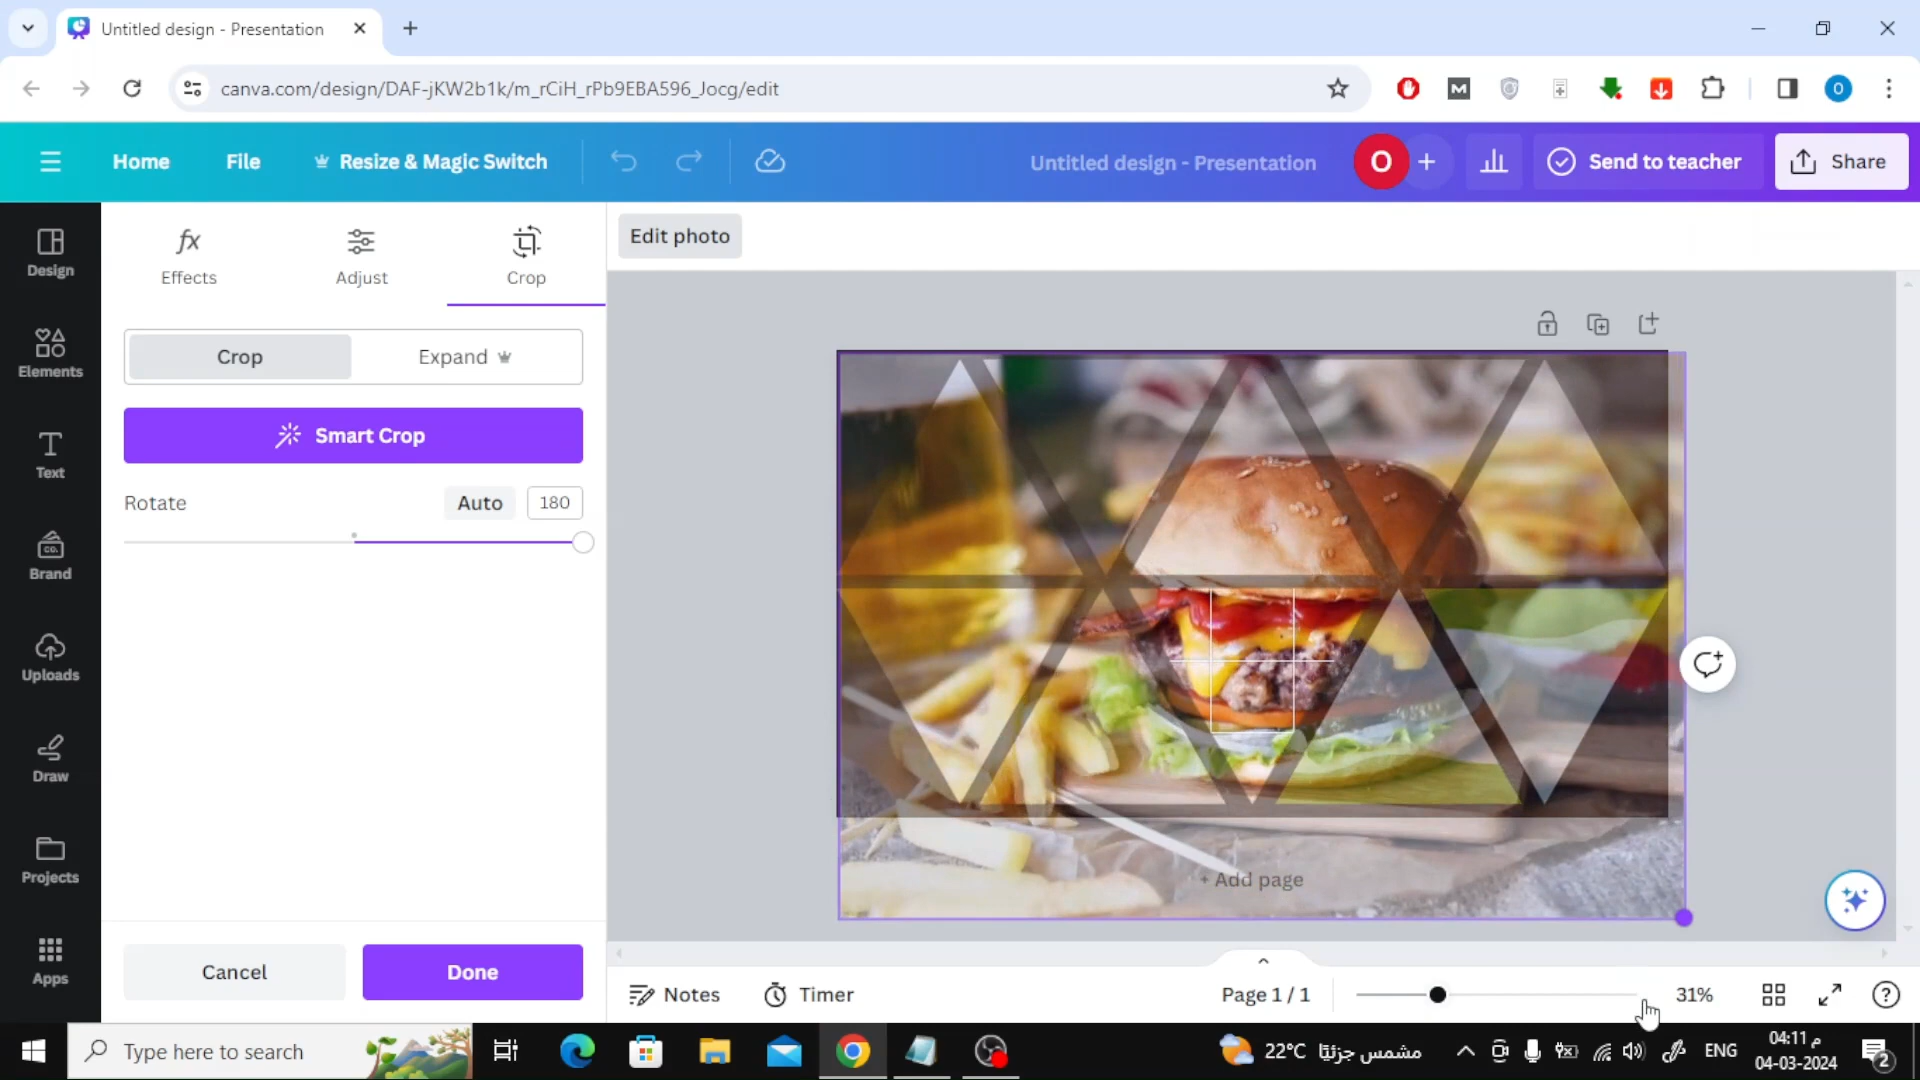 Untitled design - Presentation
canva.com/design/DAF-jKW2b1k/m_rCiH_rPb9EBA596_Jocg/edit
O
Home
File
Resize & Magic Switch
Untitled design - Presentation
O
Send to teacher
Share
Design
Elements
Text
CO.
Brand
Uploads
Draw
Projects
Apps
fx
Effects
Adjust
Crop
Edit photo
Crop
Expand
Smart Crop
Rotate
Auto
180
Cancel
Done
+ Add page
Notes
Timer
Page 1 / 1
31%
Type here to search
22°C مشمس جزئيًا
ENG
04:11 م
04-03-2024
2